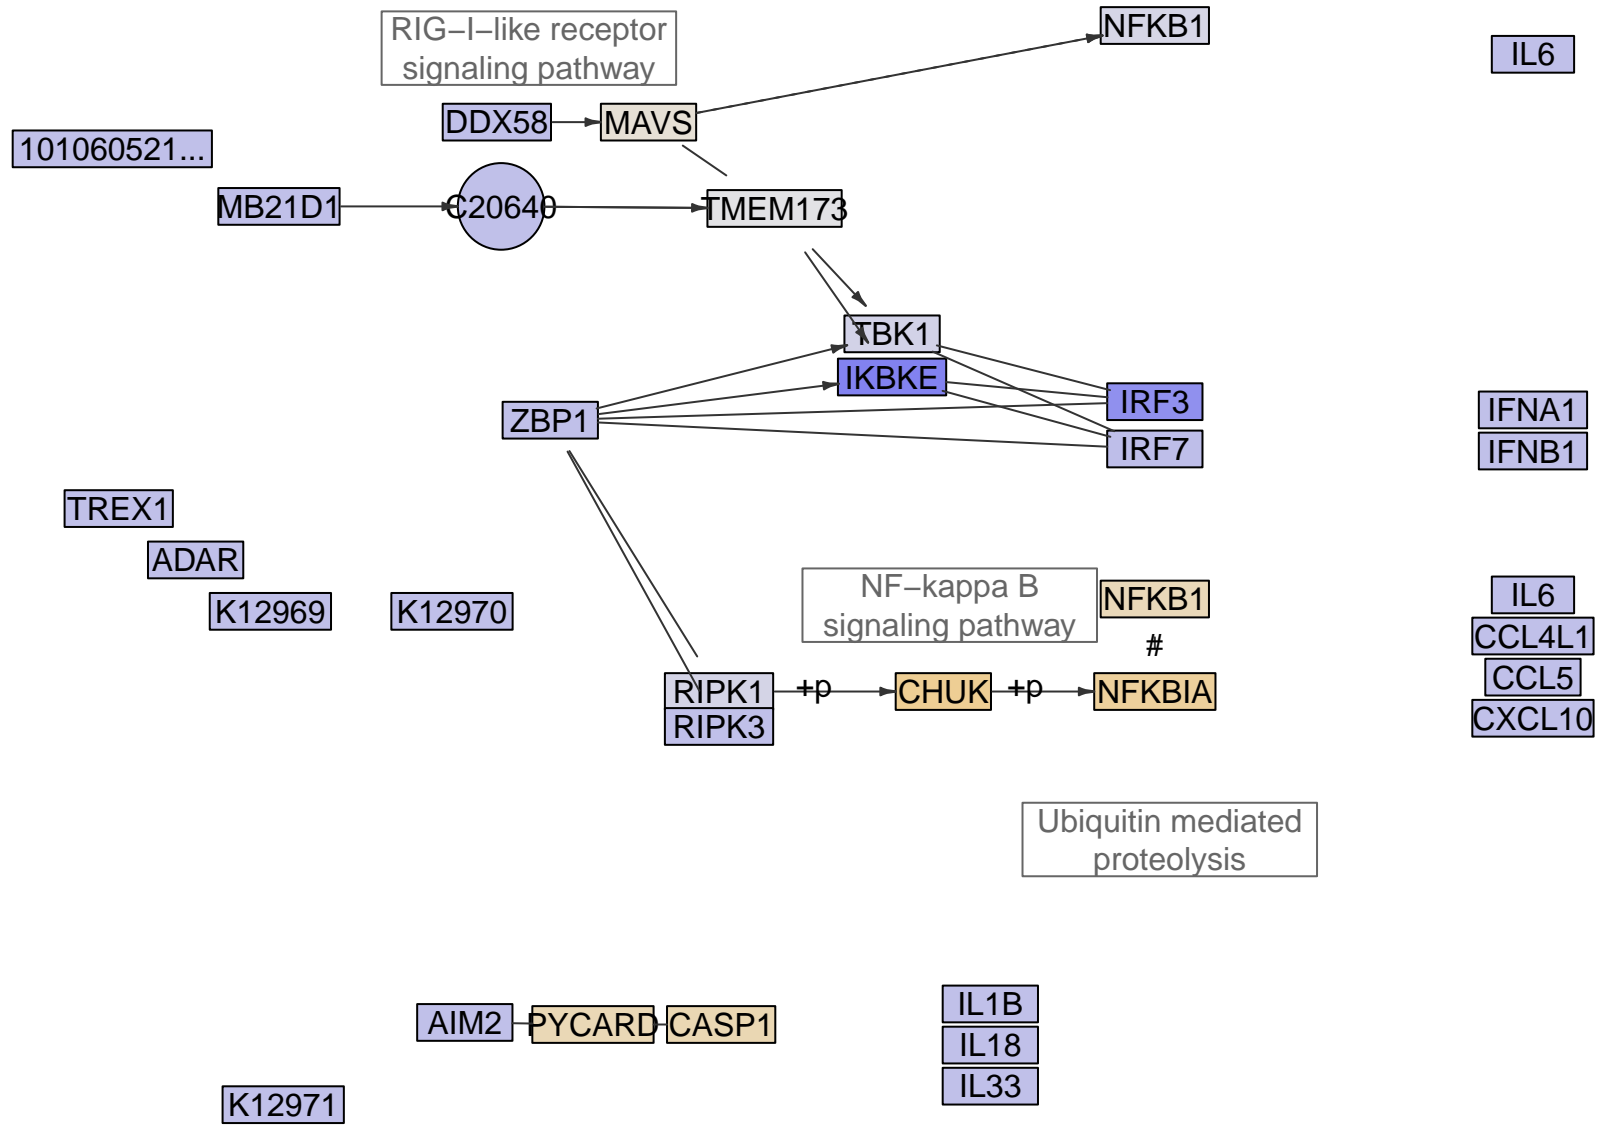 RIG−I−like receptor
signaling pathway
NFKB1
IL6
DDX58
MAVS
101060521...
MB21D1
C20640
TMEM173
TBK1
IKBKE
IRF3
ZBP1
IRF7
IFNA1
IFNB1
TREX1
ADAR
K12969
K12970
NF−kappa B
signaling pathway
NFKB1
#
IL6
CCL4L1
CCL5
CXCL10
RIPK1
+p
CHUK
+p
NFKBIA
RIPK3
Ubiquitin mediated
proteolysis
AIM2
PYCARD
CASP1
IL1B
IL18
IL33
K12971